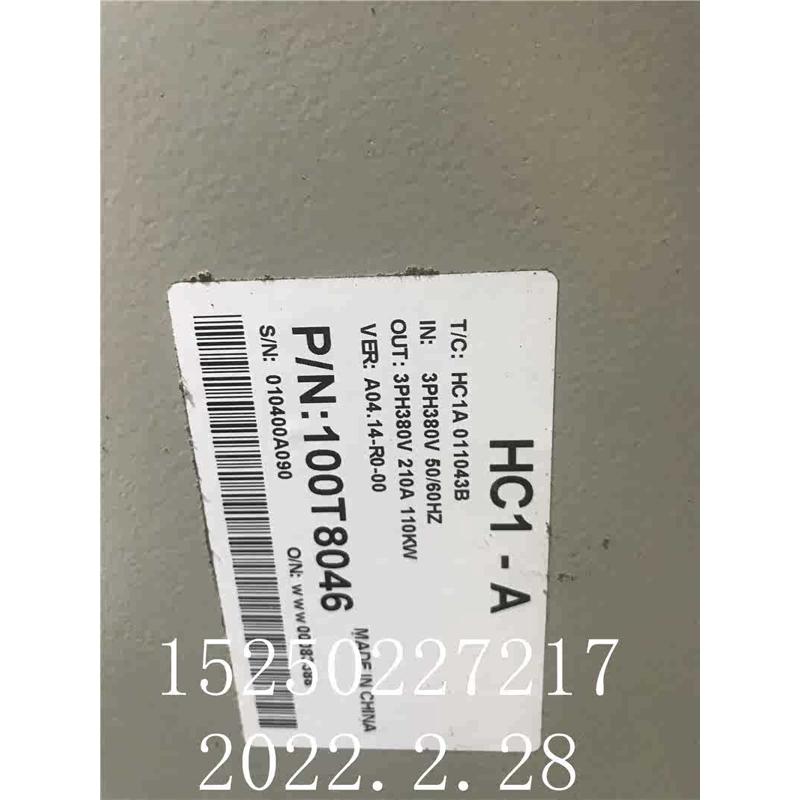 HC1 - A
T/C: HC1A 011043B
IN: 3PH380V 50/60HZ
OUT: 3PH380V 210A 110KW
VER: A04.14-R0-00
MADE IN CHINA
P/N:100T8046
S/N: 010400A090
O/N:
15250227217
2022.2.28